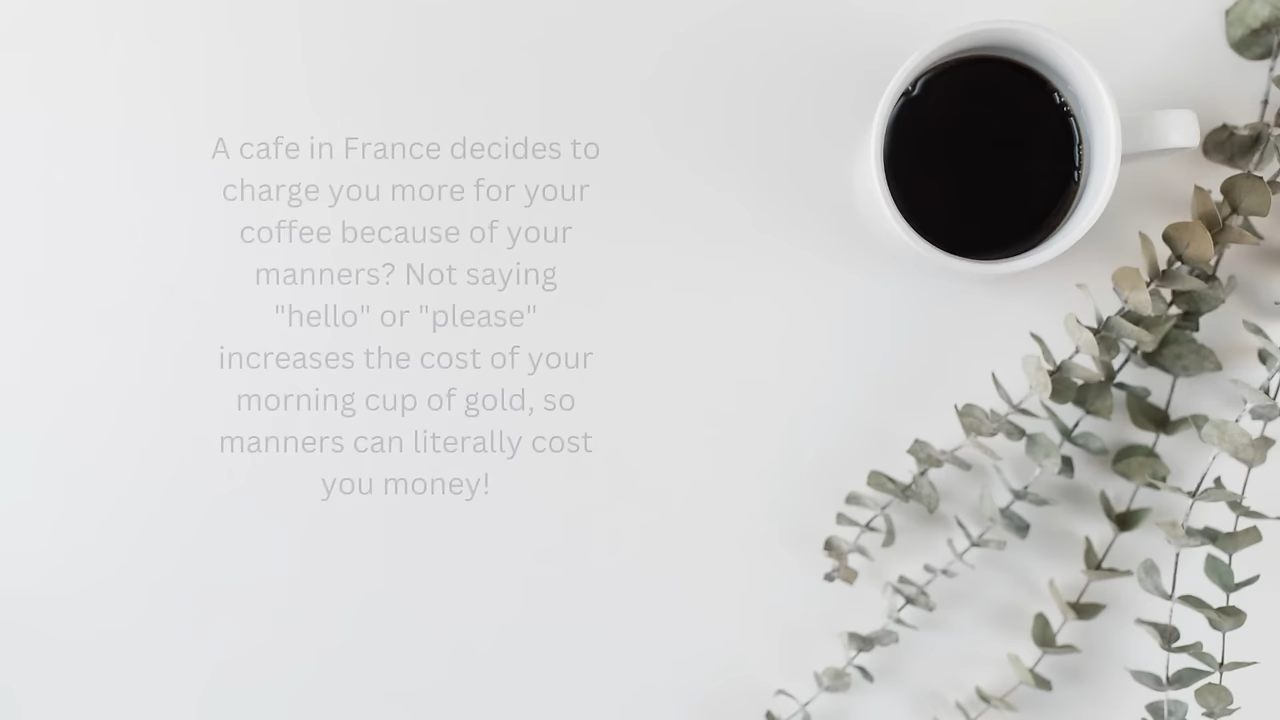 A cafe in France decides to
charge you more for your
coffee because of your
manners? Not saying
"hello" or "please"
increases the cost of your
morning cup of gold, so
manners can literally cost
you money!